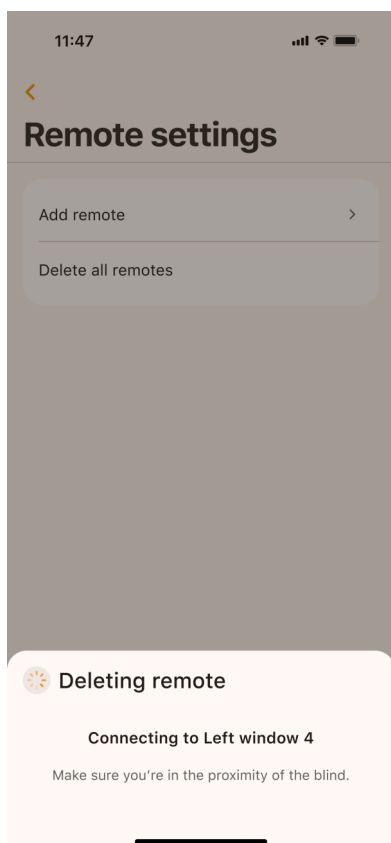 11:47
Remote settings
Add remote
Delete all remotes
Deleting remote
Connecting to Left window 4
Make sure you're in the proximity of the blind.